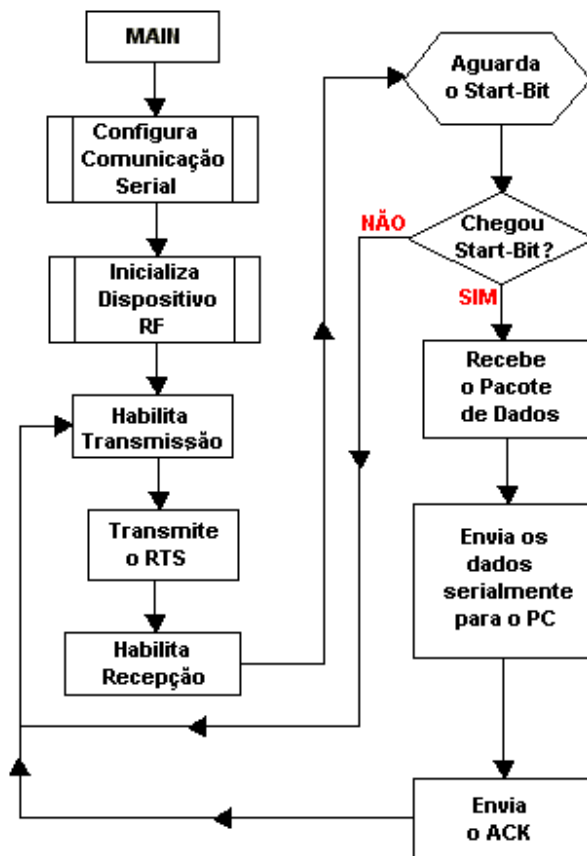 MAIN
Configura
Comunicação
Serial
Inicializa
Dispositivo
RF
Habilita
Transmissão
Transmite
o RTS
Habilita
Recepção
Aguarda
o Start-Bit
Chegou
Start-Bit?
NÃO
SIM
Recebe
o Pacote
de Dados
Envia os
dados
serialmente
para o PC
Envia
o ACK